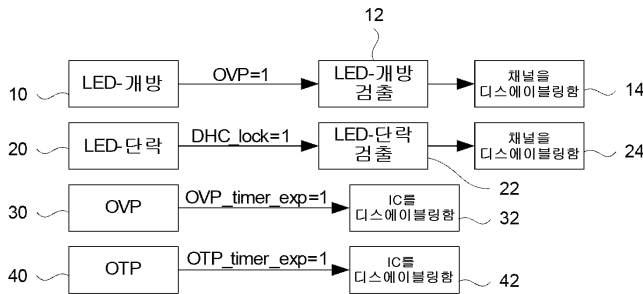 12
LED-개방
OVP=1
LED-개방
검출
채널을
디스에이블링함
10
14
LED-단락
DHC_lock=1
LED-단락
검출
채널을
디스에이블링함
20
24
22
OVP
OVP_timer_exp=1
IC를
디스에이블링함
30
32
OTP
OTP_timer_exp=1
IC를
디스에이블링함
40
42